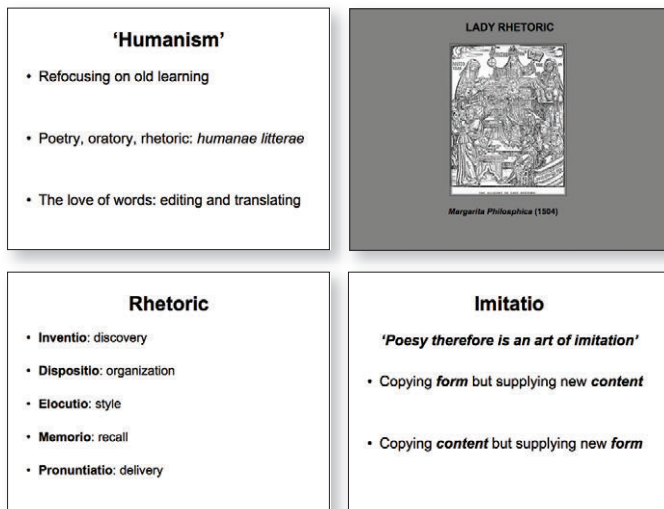 ‘Humanism’
• Refocusing on old learning
• Poetry, oratory, rhetoric: humanae litterae
• The love of words: editing and translating
LADY RHETORIC
Margarita Philosphica (1504)
Rhetoric
• Inventio: discovery
• Dispositio: organization
• Elocutio: style
• Memorio: recall
• Pronuntiatio: delivery
Imitatio
‘Poesy therefore is an art of imitation’
• Copying form but supplying new content
• Copying content but supplying new form